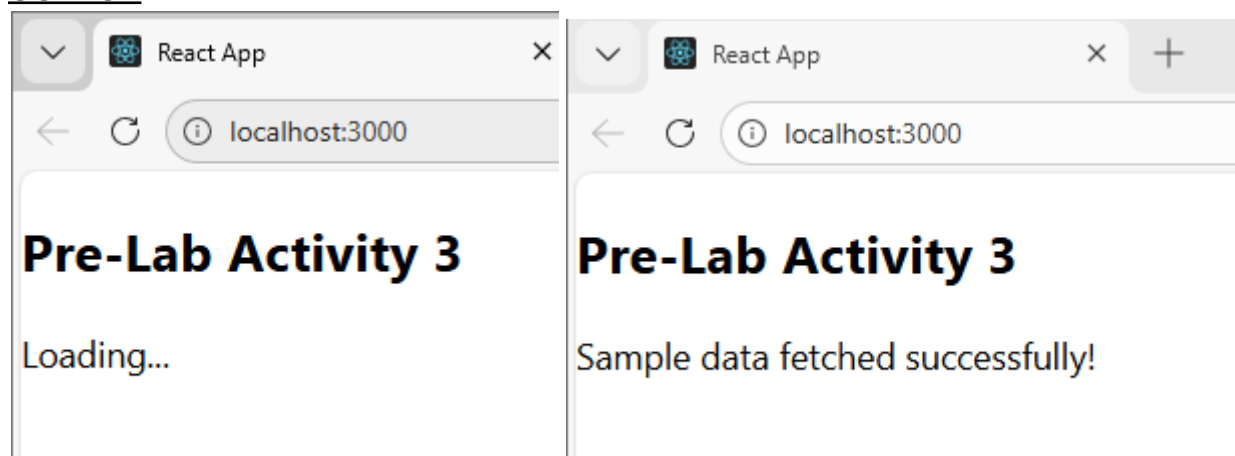 React App
localhost:3000
Pre-Lab Activity 3
Loading...
React App
localhost:3000
Pre-Lab Activity 3
Sample data fetched successfully!